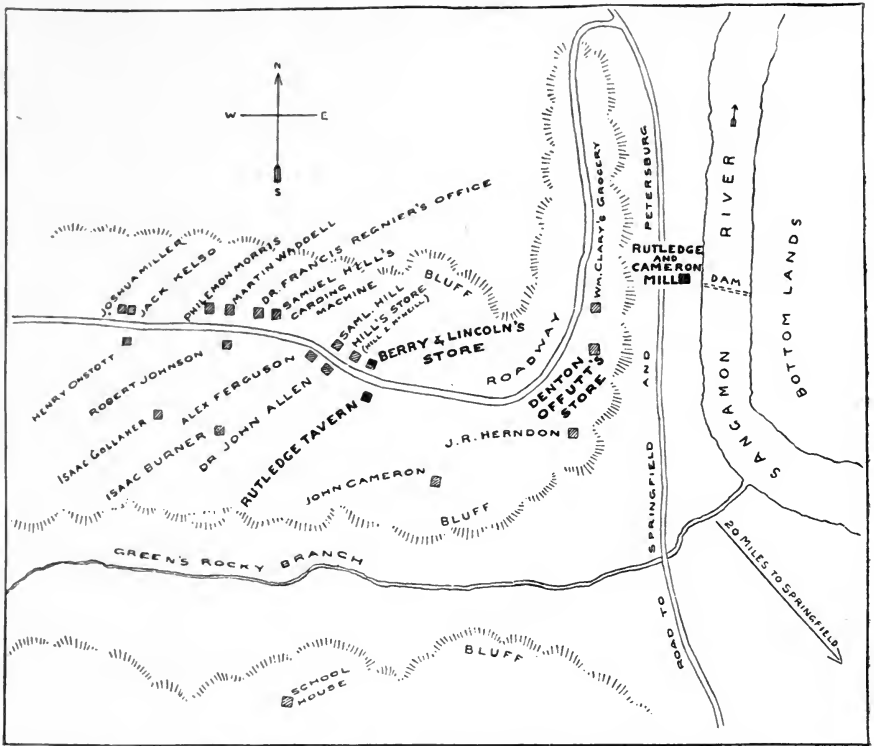 N
W E
S
JOSHUA MILLER
JACK KELSO
PHILEMON MORRIS
MARTIN WADDELL
DR. FRANCIS REGNIER'S OFFICE
SAMUEL HILL'S
CARDING
MACHINE
SAML. HILL
HILL'S STORE
(HILL & McNEILL)
BLUFF
BERRY & LINCOLN'S
STORE
ROADWAY
WM. CLARY'S GROCERY
DENTON
OFFUTT'S
STORE
HENRY ONSTOTT
ROBERT JOHNSON
ALEX FERGUSON
ISAAC GOLLAHER
ISAAC BURNER
DR JOHN ALLEN
RUTLEDGE TAVERN
J.R. HERNDON
JOHN CAMERON
BLUFF
RUTLEDGE
AND
CAMERON
MILL
DAM
SANGAMON RIVER
BOTTOM LANDS
ROAD TO SPRINGFIELD AND PETERSBURG
GREEN'S ROCKY BRANCH
20 MILES TO SPRINGFIELD
BLUFF
SCHOOL
HOUSE